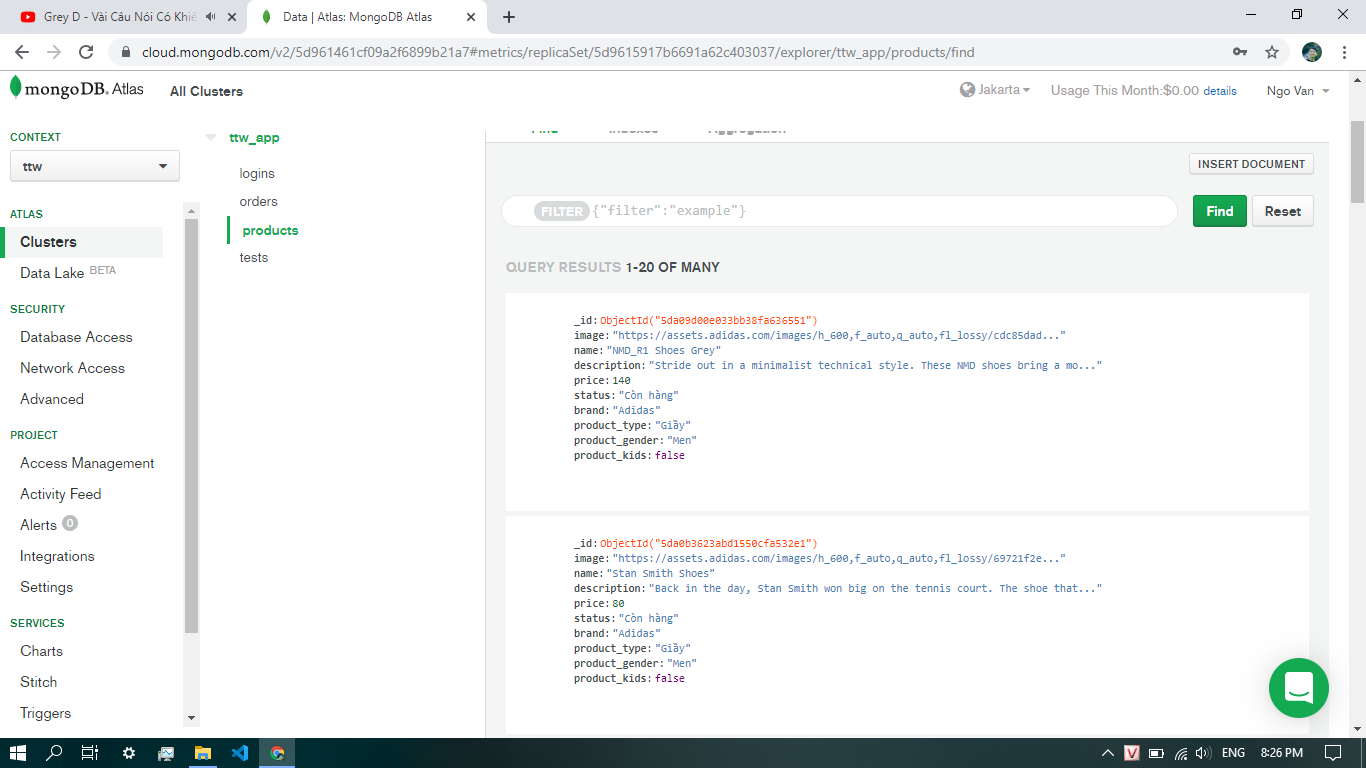 Grey D - Vài Câu Nói Có Khiế
Data | Atlas: MongoDB Atlas
cloud.mongodb.com/v2/5d961461cf09a2f6899b21a7#metrics/replicaSet/5d9615917b6691a62c403037/explorer/ttw_app/products/find
mongoDB. Atlas
All Clusters
Jakarta
Usage This Month:$0.00 details
Ngo Van
CONTEXT
ttw
ATLAS
Clusters
Data Lake BETA
SECURITY
Database Access
Network Access
Advanced
PROJECT
Access Management
Activity Feed
Alerts 0
Integrations
Settings
SERVICES
Charts
Stitch
Triggers
ttw_app
logins
orders
products
tests
Find Indexes Aggregation
INSERT DOCUMENT
FILTER {"filter":"example"}
Find
Reset
QUERY RESULTS 1-20 OF MANY
_id:ObjectId("5da09d00e033bb38fa636551")
image:"https://assets.adidas.com/images/h_600,f_auto,q_auto,fl_lossy/cdc85dad..."
name:"NMD_R1 Shoes Grey"
description:"Stride out in a minimalist technical style. These NMD shoes bring a mo..."
price:140
status:"Còn hàng"
brand:"Adidas"
product_type:"Giầy"
product_gender:"Men"
product_kids:false
_id:ObjectId("5da0b3623abd1550cfa532e1")
image:"https://assets.adidas.com/images/h_600,f_auto,q_auto,fl_lossy/69721f2e..."
name:"Stan Smith Shoes"
description:"Back in the day, Stan Smith won big on the tennis court. The shoe that..."
price:80
status:"Còn hàng"
brand:"Adidas"
product_type:"Giầy"
product_gender:"Men"
product_kids:false
V
ENG
8:26 PM